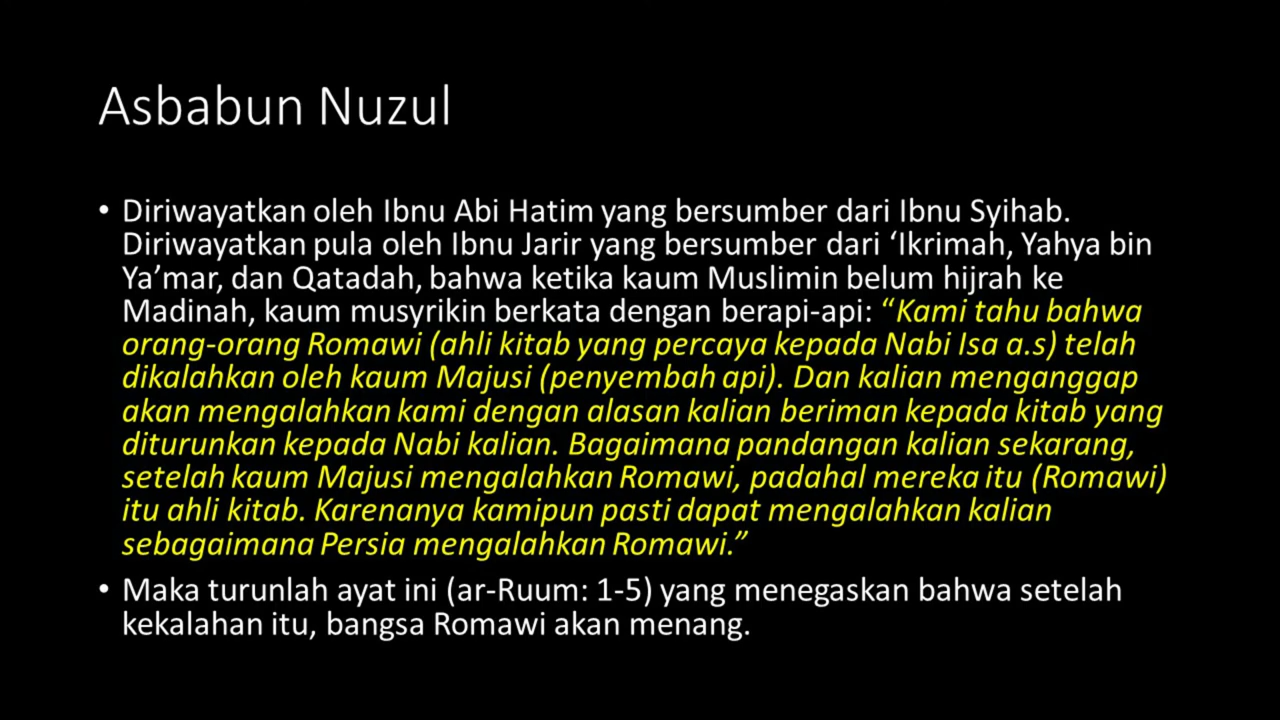 Asbabun Nuzul
• Diriwayatkan oleh Ibnu Abi Hatim yang bersumber dari Ibnu Syihab.
Diriwayatkan pula oleh Ibnu Jarir yang bersumber dari ‘Ikrimah, Yahya bin
Ya’mar, dan Qatadah, bahwa ketika kaum Muslimin belum hijrah ke
Madinah, kaum musyrikin berkata dengan berapi-api: “Kami tahu bahwa
orang-orang Romawi (ahli kitab yang percaya kepada Nabi Isa a.s) telah
dikalahkan oleh kaum Majusi (penyembah api). Dan kalian menganggap
akan mengalahkan kami dengan alasan kalian beriman kepada kitab yang
diturunkan kepada Nabi kalian. Bagaimana pandangan kalian sekarang,
setelah kaum Majusi mengalahkan Romawi, padahal mereka itu (Romawi)
itu ahli kitab. Karenanya kamipun pasti dapat mengalahkan kalian
sebagaimana Persia mengalahkan Romawi.”
• Maka turunlah ayat ini (ar-Ruum: 1-5) yang menegaskan bahwa setelah
kekalahan itu, bangsa Romawi akan menang.